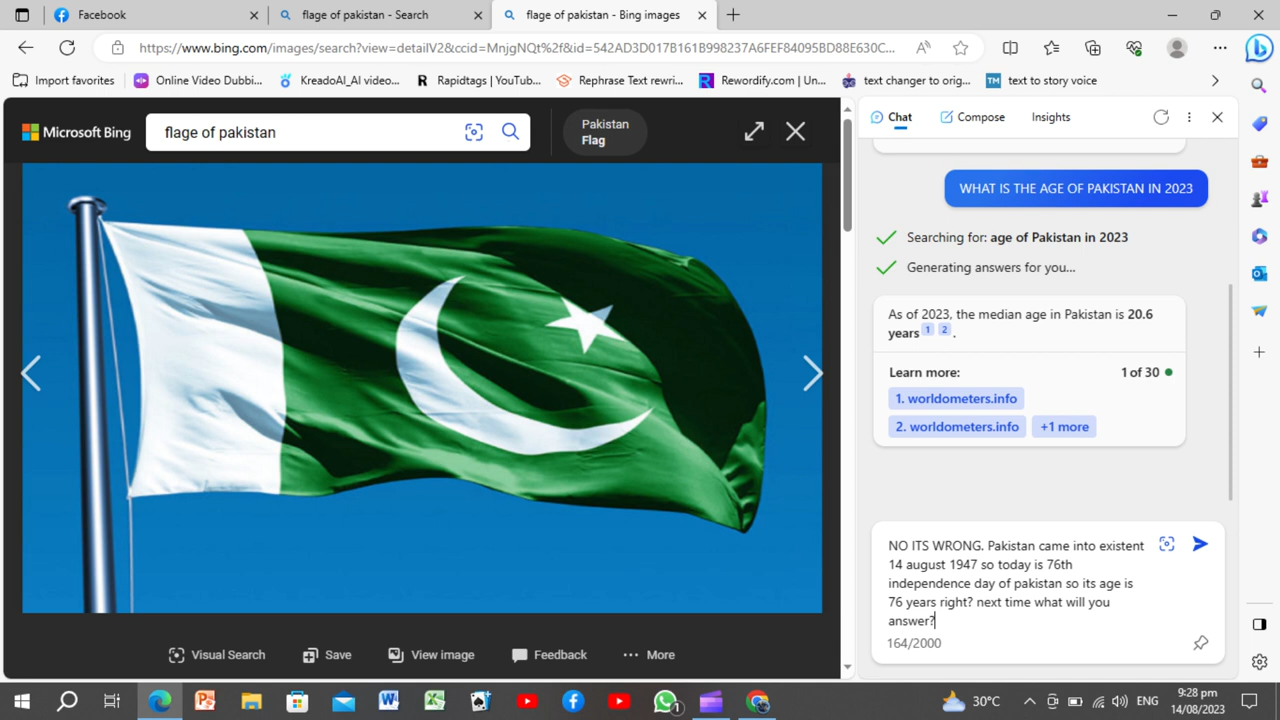 Facebook
flage of pakistan - Search
flage of pakistan - Bing images
https://www.bing.com/images/search?view=detailV2&ccid=MnjgNQt%2f&id=542AD3D017B161B998237A6FEF84095BD88E630C...
Import favorites
Online Video Dubbi...
KreadoAI_AI video...
Rapidtags | YouTub...
Rephrase Text rewri...
Rewordify.com | Un...
text changer to orig...
TM text to story voice
Microsoft Bing
flage of pakistan
Pakistan
Flag
Visual Search
Save
View image
Feedback
More
Chat
Compose
Insights
WHAT IS THE AGE OF PAKISTAN IN 2023
Searching for: age of Pakistan in 2023
Generating answers for you...
As of 2023, the median age in Pakistan is 20.6
years 1 2 .
Learn more:
1 of 30
1. worldometers.info
2. worldometers.info
+1 more
NO ITS WRONG. Pakistan came into existent
14 august 1947 so today is 76th
independence day of pakistan so its age is
76 years right? next time what will you
answer?
164/2000
30°C
ENG
9:28 pm
14/08/2023